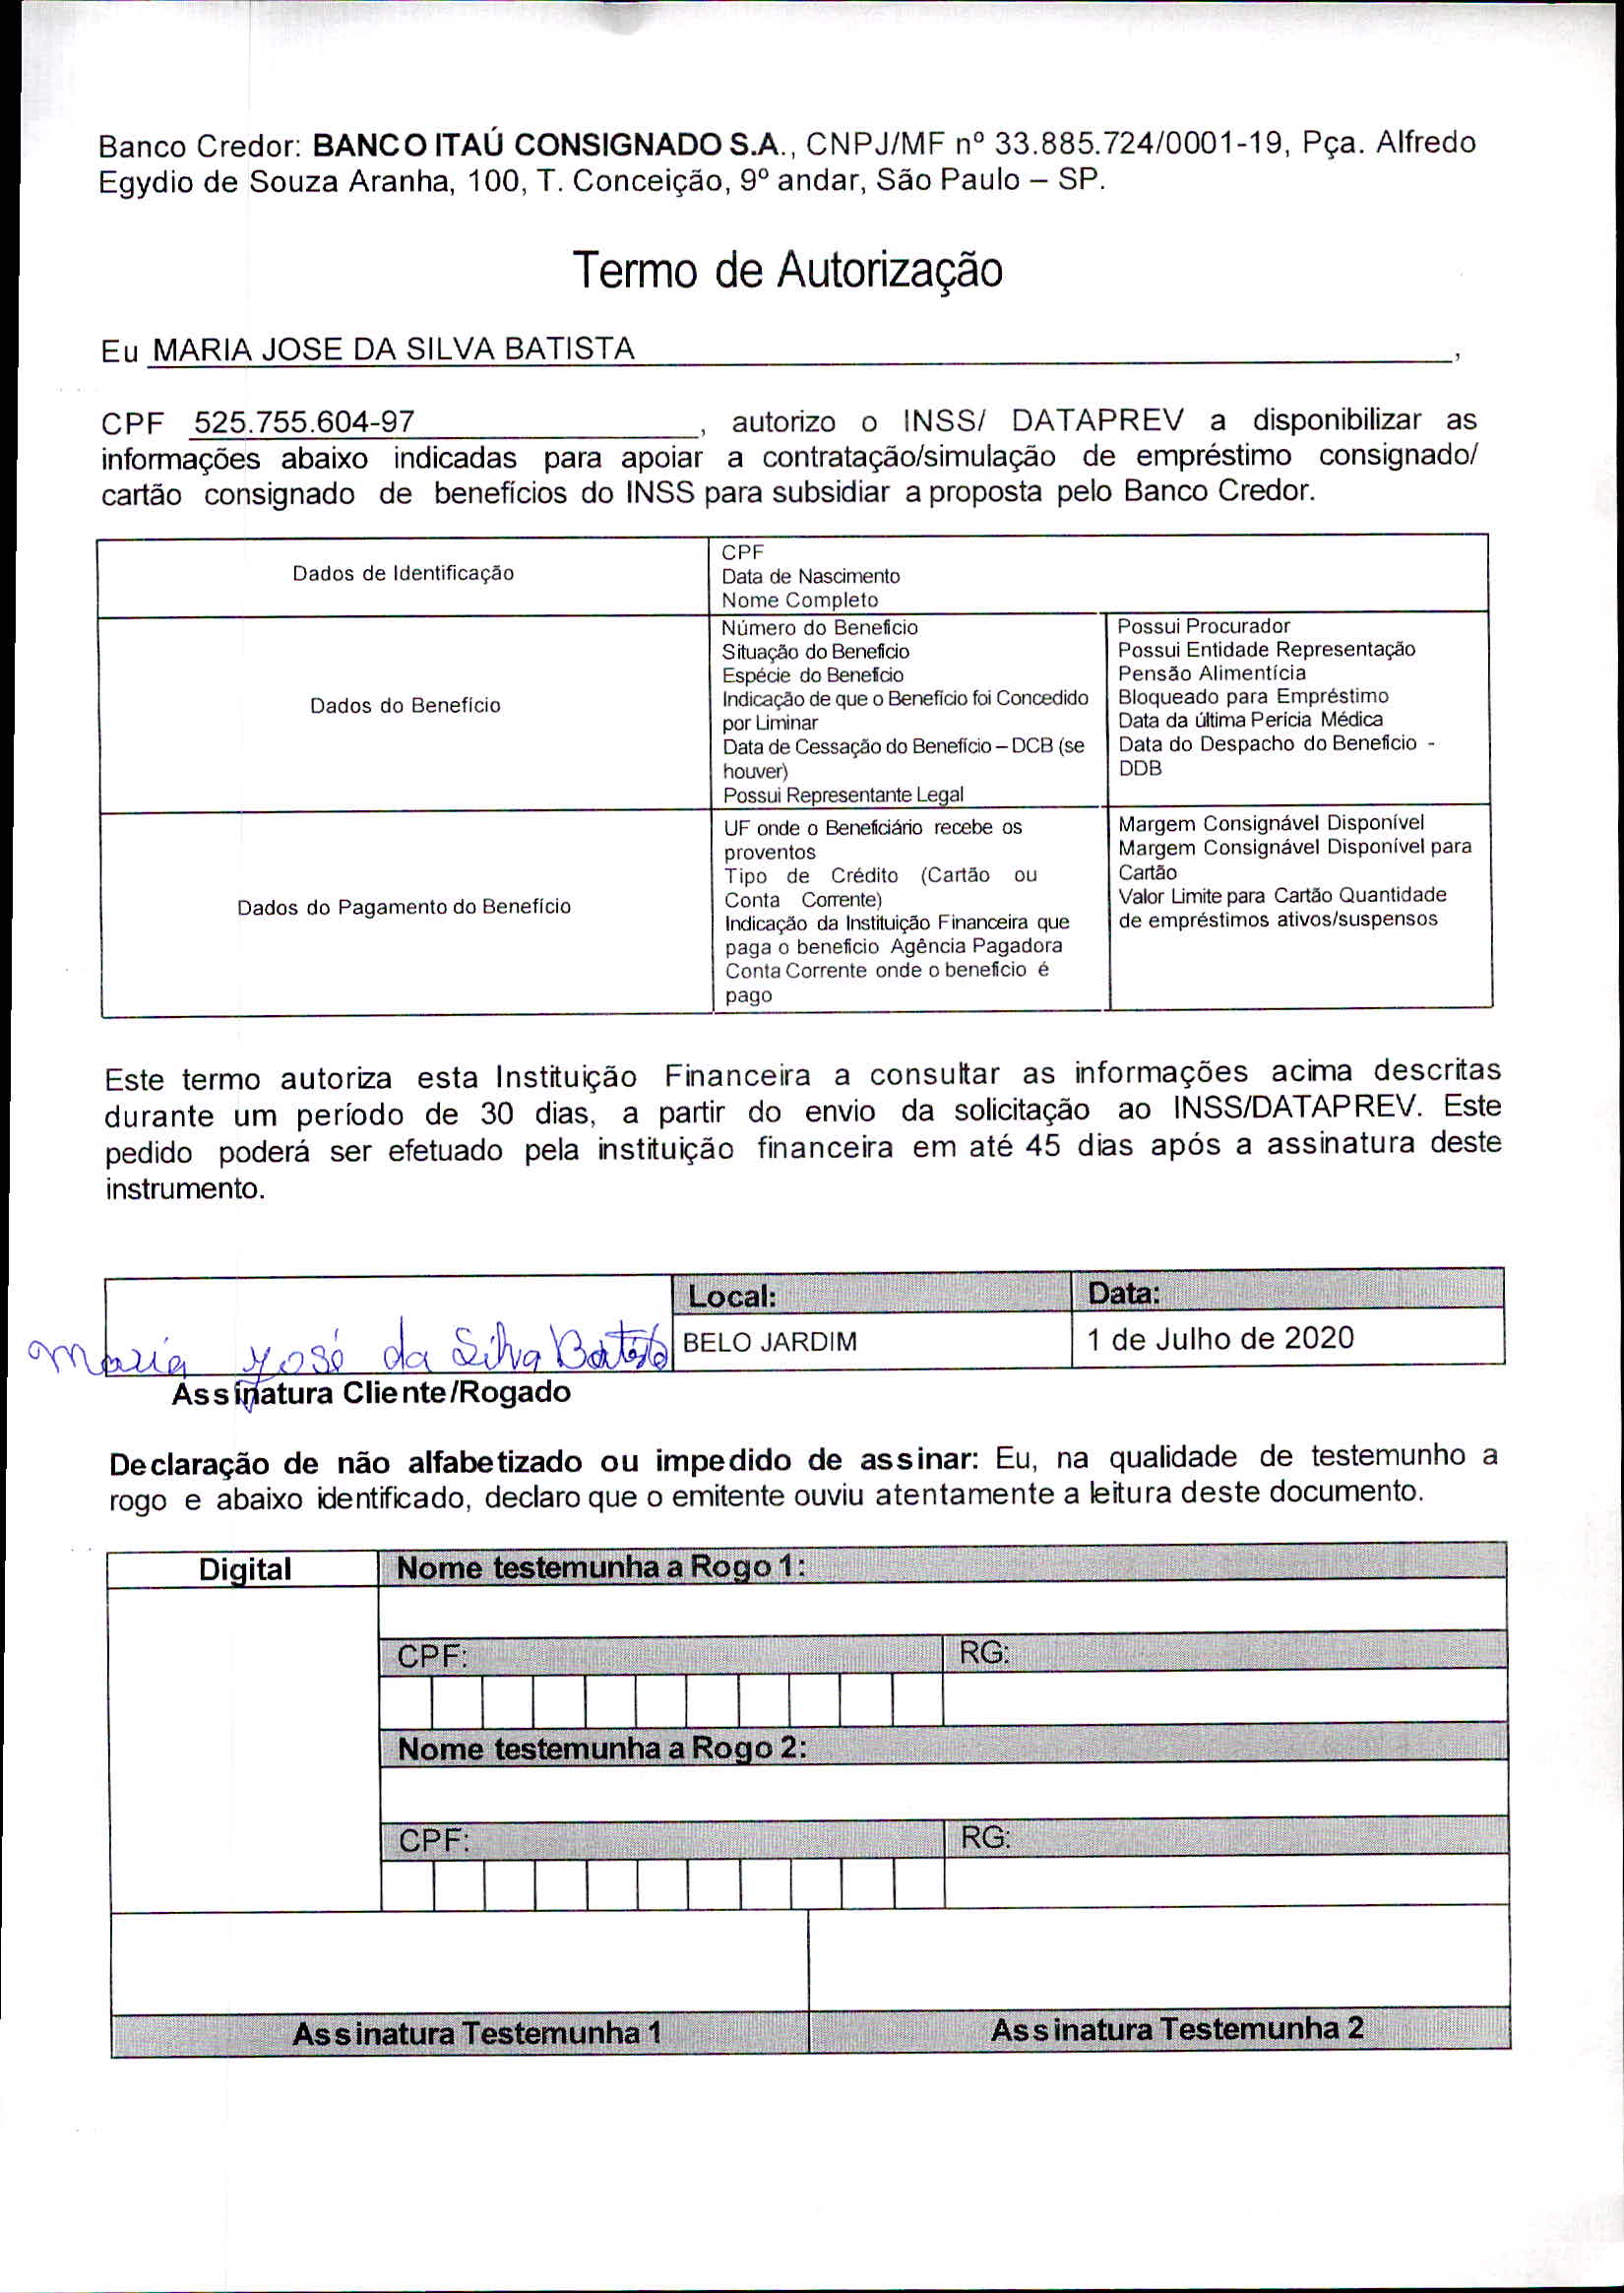 Banco Credor: BANCO ITAÚ CONSIGNADO S.A., CNPJ/MF nº 33.885.724/0001-19, Pça. Alfredo
Egydio de Souza Aranha, 100, T. Conceição, 9º andar, São Paulo – SP.
Termo de Autorização
Eu MARIA JOSE DA SILVA BATISTA,
CPF 525.755.604-97, autorizo o INSS/ DATAPREV a disponibilizar as
informações abaixo indicadas para apoiar a contratação/simulação de empréstimo consignado/
cartão consignado de benefícios do INSS para subsidiar a proposta pelo Banco Credor.
Dados de Identificação
CPF
Data de Nascimento
Nome Completo
Dados do Benefício
Número do Benefício
Situação do Benefício
Espécie do Benefício
Indicação de que o Benefício foi Concedido
por Liminar
Data de Cessação do Benefício – DCB (se
houver)
Possui Representante Legal
Possui Procurador
Possui Entidade Representação
Pensão Alimentícia
Bloqueado para Empréstimo
Data da última Perícia Médica
Data do Despacho do Benefício -
DDB
Dados do Pagamento do Benefício
UF onde o Beneficiário recebe os
proventos
Tipo de Crédito (Cartão ou
Conta Corrente)
Indicação da Instituição Financeira que
paga o benefício Agência Pagadora
Conta Corrente onde o benefício é
pago
Margem Consignável Disponível
Margem Consignável Disponível para
Cartão
Valor Limite para Cartão Quantidade
de empréstimos ativos/suspensos
Este termo autoriza esta Instituição Financeira a consultar as informações acima descritas
durante um período de 30 dias, a partir do envio da solicitação ao INSS/DATAPREV. Este
pedido poderá ser efetuado pela instituição financeira em até 45 dias após a assinatura deste
instrumento.
Local: Data:
Maria José da Silva Batista BELO JARDIM 1 de Julho de 2020
Assinatura Cliente/Rogado
Declaração de não alfabetizado ou impedido de assinar: Eu, na qualidade de testemunho a
rogo e abaixo identificado, declaro que o emitente ouviu atentamente a leitura deste documento.
Digital Nome testemunha a Rogo 1:
CPF: RG:
Nome testemunha a Rogo 2:
CPF: RG:
Assinatura Testemunha 1 Assinatura Testemunha 2